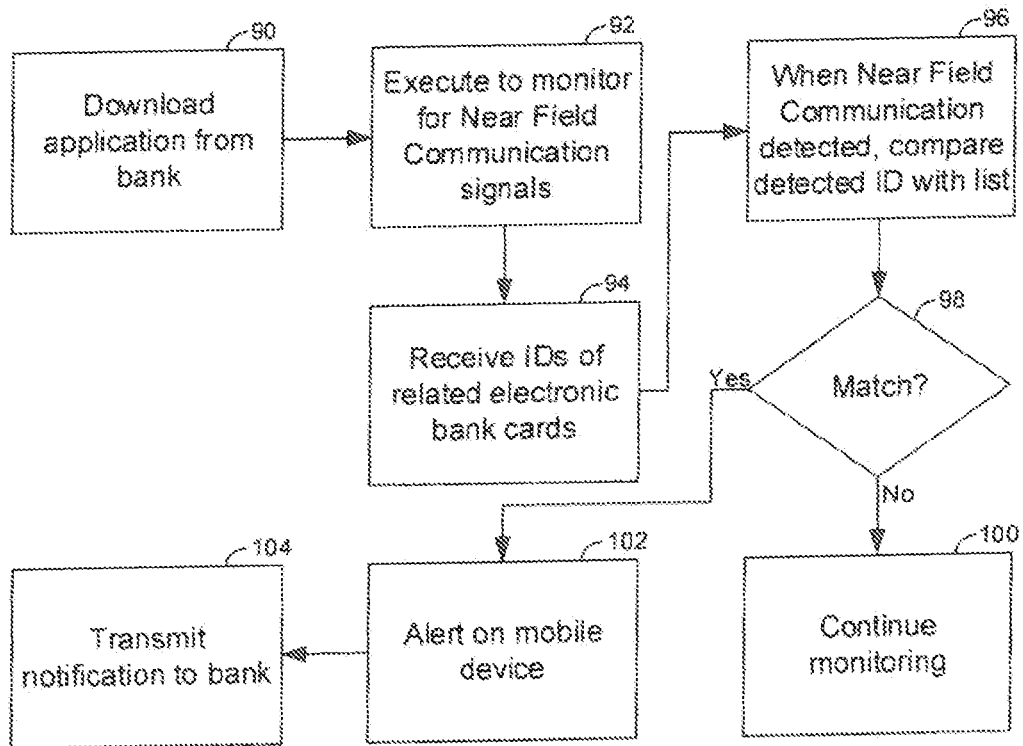 90
Download
application from
bank
92
Execute to monitor
for Near Field
Communication
signals
94
Receive IDs of
related electronic
bank cards
96
When Near Field
Communication
detected, compare
detected ID with list
98
Match?
Yes
No
100
Continue
monitoring
102
Alert on mobile
device
104
Transmit
notification to bank